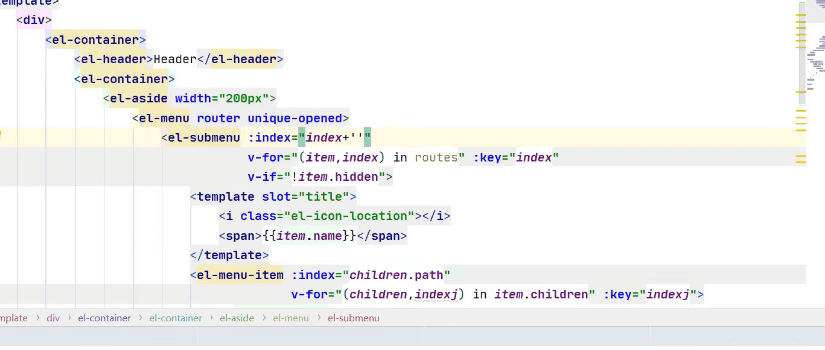 <div>
<el-container>
<el-header>Header</el-header>
<el-container>
<el-aside width="200px">
<el-menu router unique-opened>
<el-submenu :index="index+''"
v-for="(item,index) in routes" :key="index"
v-if="!item.hidden">
<template slot="title">
<i class="el-icon-location"></i>
<span>{{item.name}}</span>
</template>
<el-menu-item :index="children.path"
v-for="(children,indexj) in item.children" :key="indexj">
div > el-container > el-container > el-aside > el-menu > el-submenu